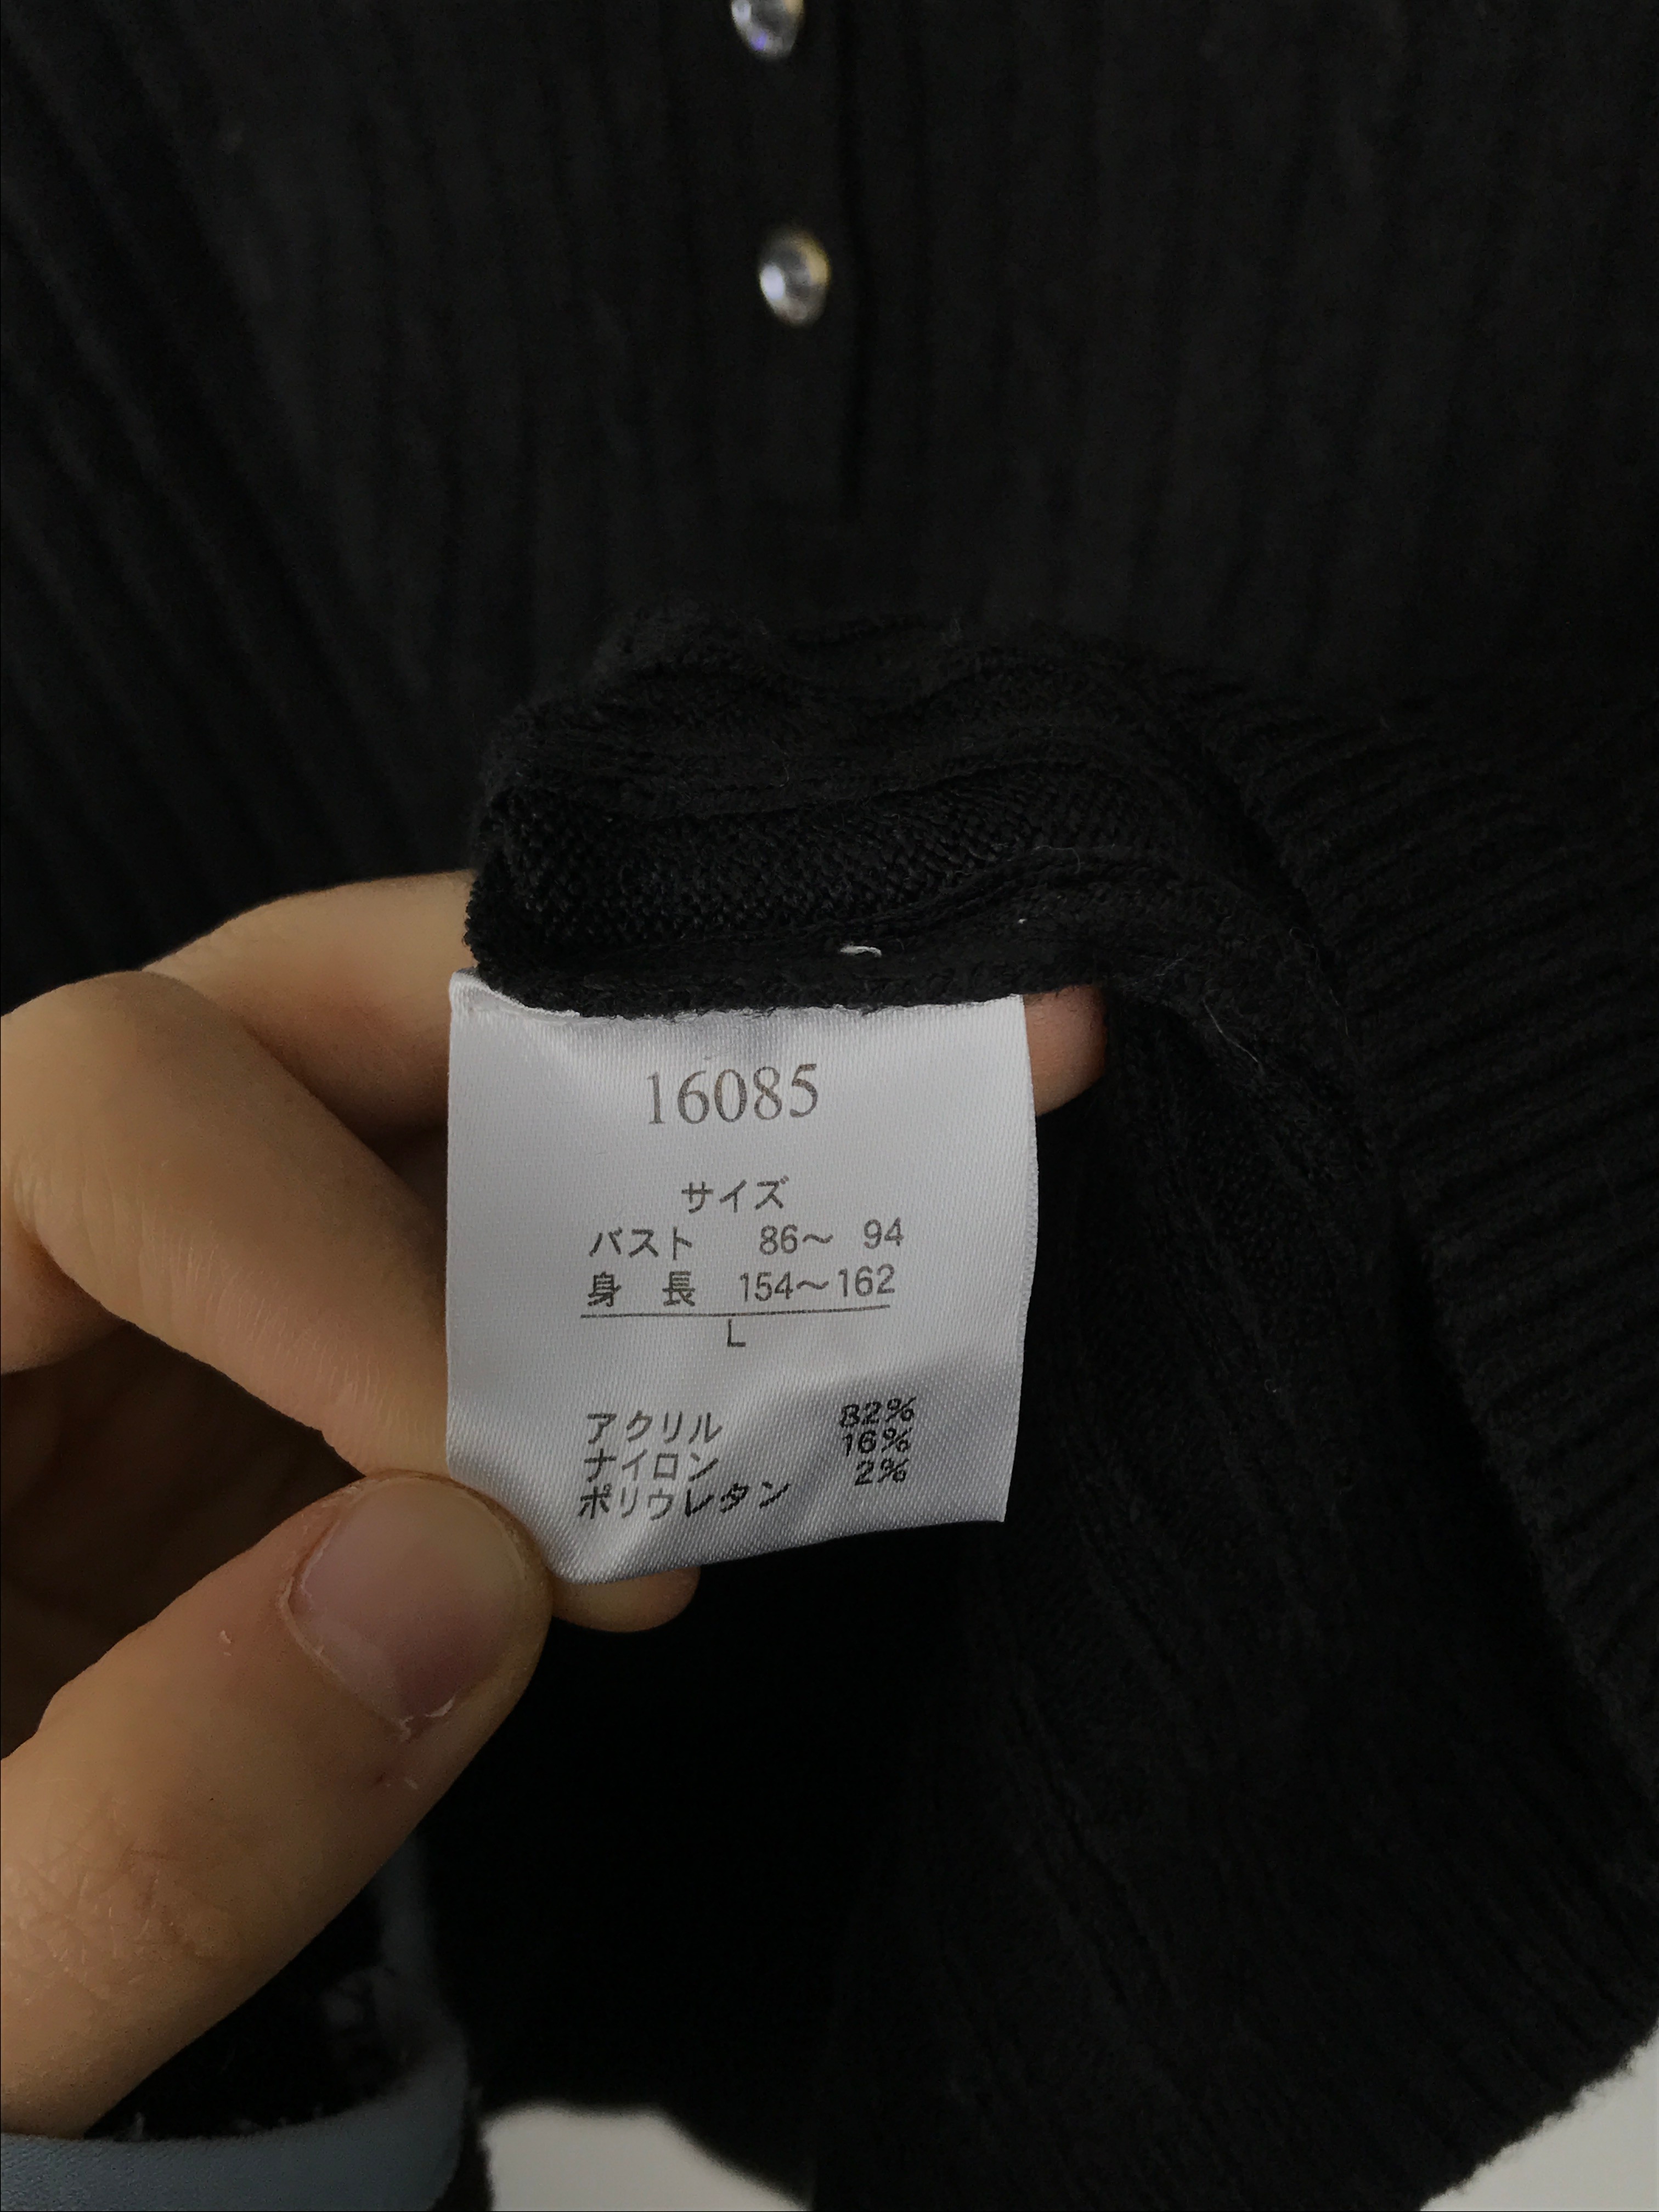 16085
サイズ
バスト 86～ 94
身 長 154～162
L
アクリル 82%
ナイロン 16%
ポリウレタン 2%